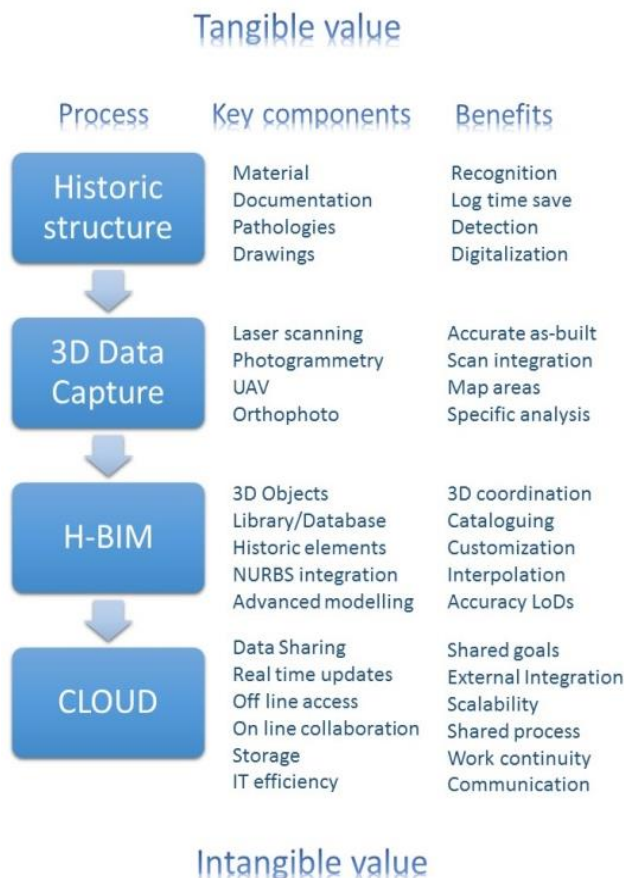 Tangible value
Process Key components Benefits
Historic
structure
Material Recognition
Documentation Log time save
Pathologies Detection
Drawings Digitalization
3D Data
Capture
Laser scanning Accurate as-built
Photogrammetry Scan integration
UAV Map areas
Orthophoto Specific analysis
H-BIM
3D Objects 3D coordination
Library/Database Cataloguing
Historic elements Customization
NURBS integration Interpolation
Advanced modelling Accuracy LoDs
CLOUD
Data Sharing Shared goals
Real time updates External Integration
Off line access Scalability
On line collaboration Shared process
Storage Work continuity
IT efficiency Communication
Intangible value